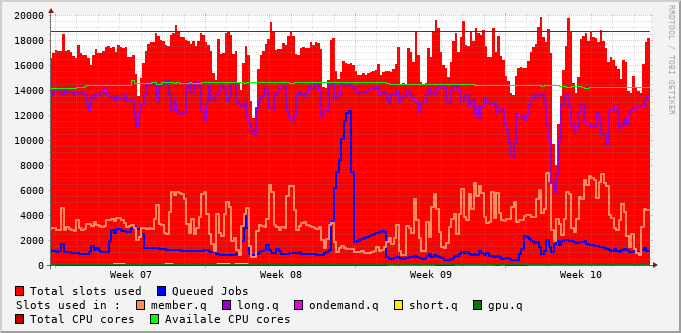 20000
18000
16000
14000
12000
10000
8000
6000
4000
2000
0
Week 07 Week 08 Week 09 Week 10
RRDTOOL / TOBI OETIKER
Total slots used Queued Jobs
Slots used in : member.q long.q ondemand.q short.q gpu.q
Total CPU cores Availale CPU cores